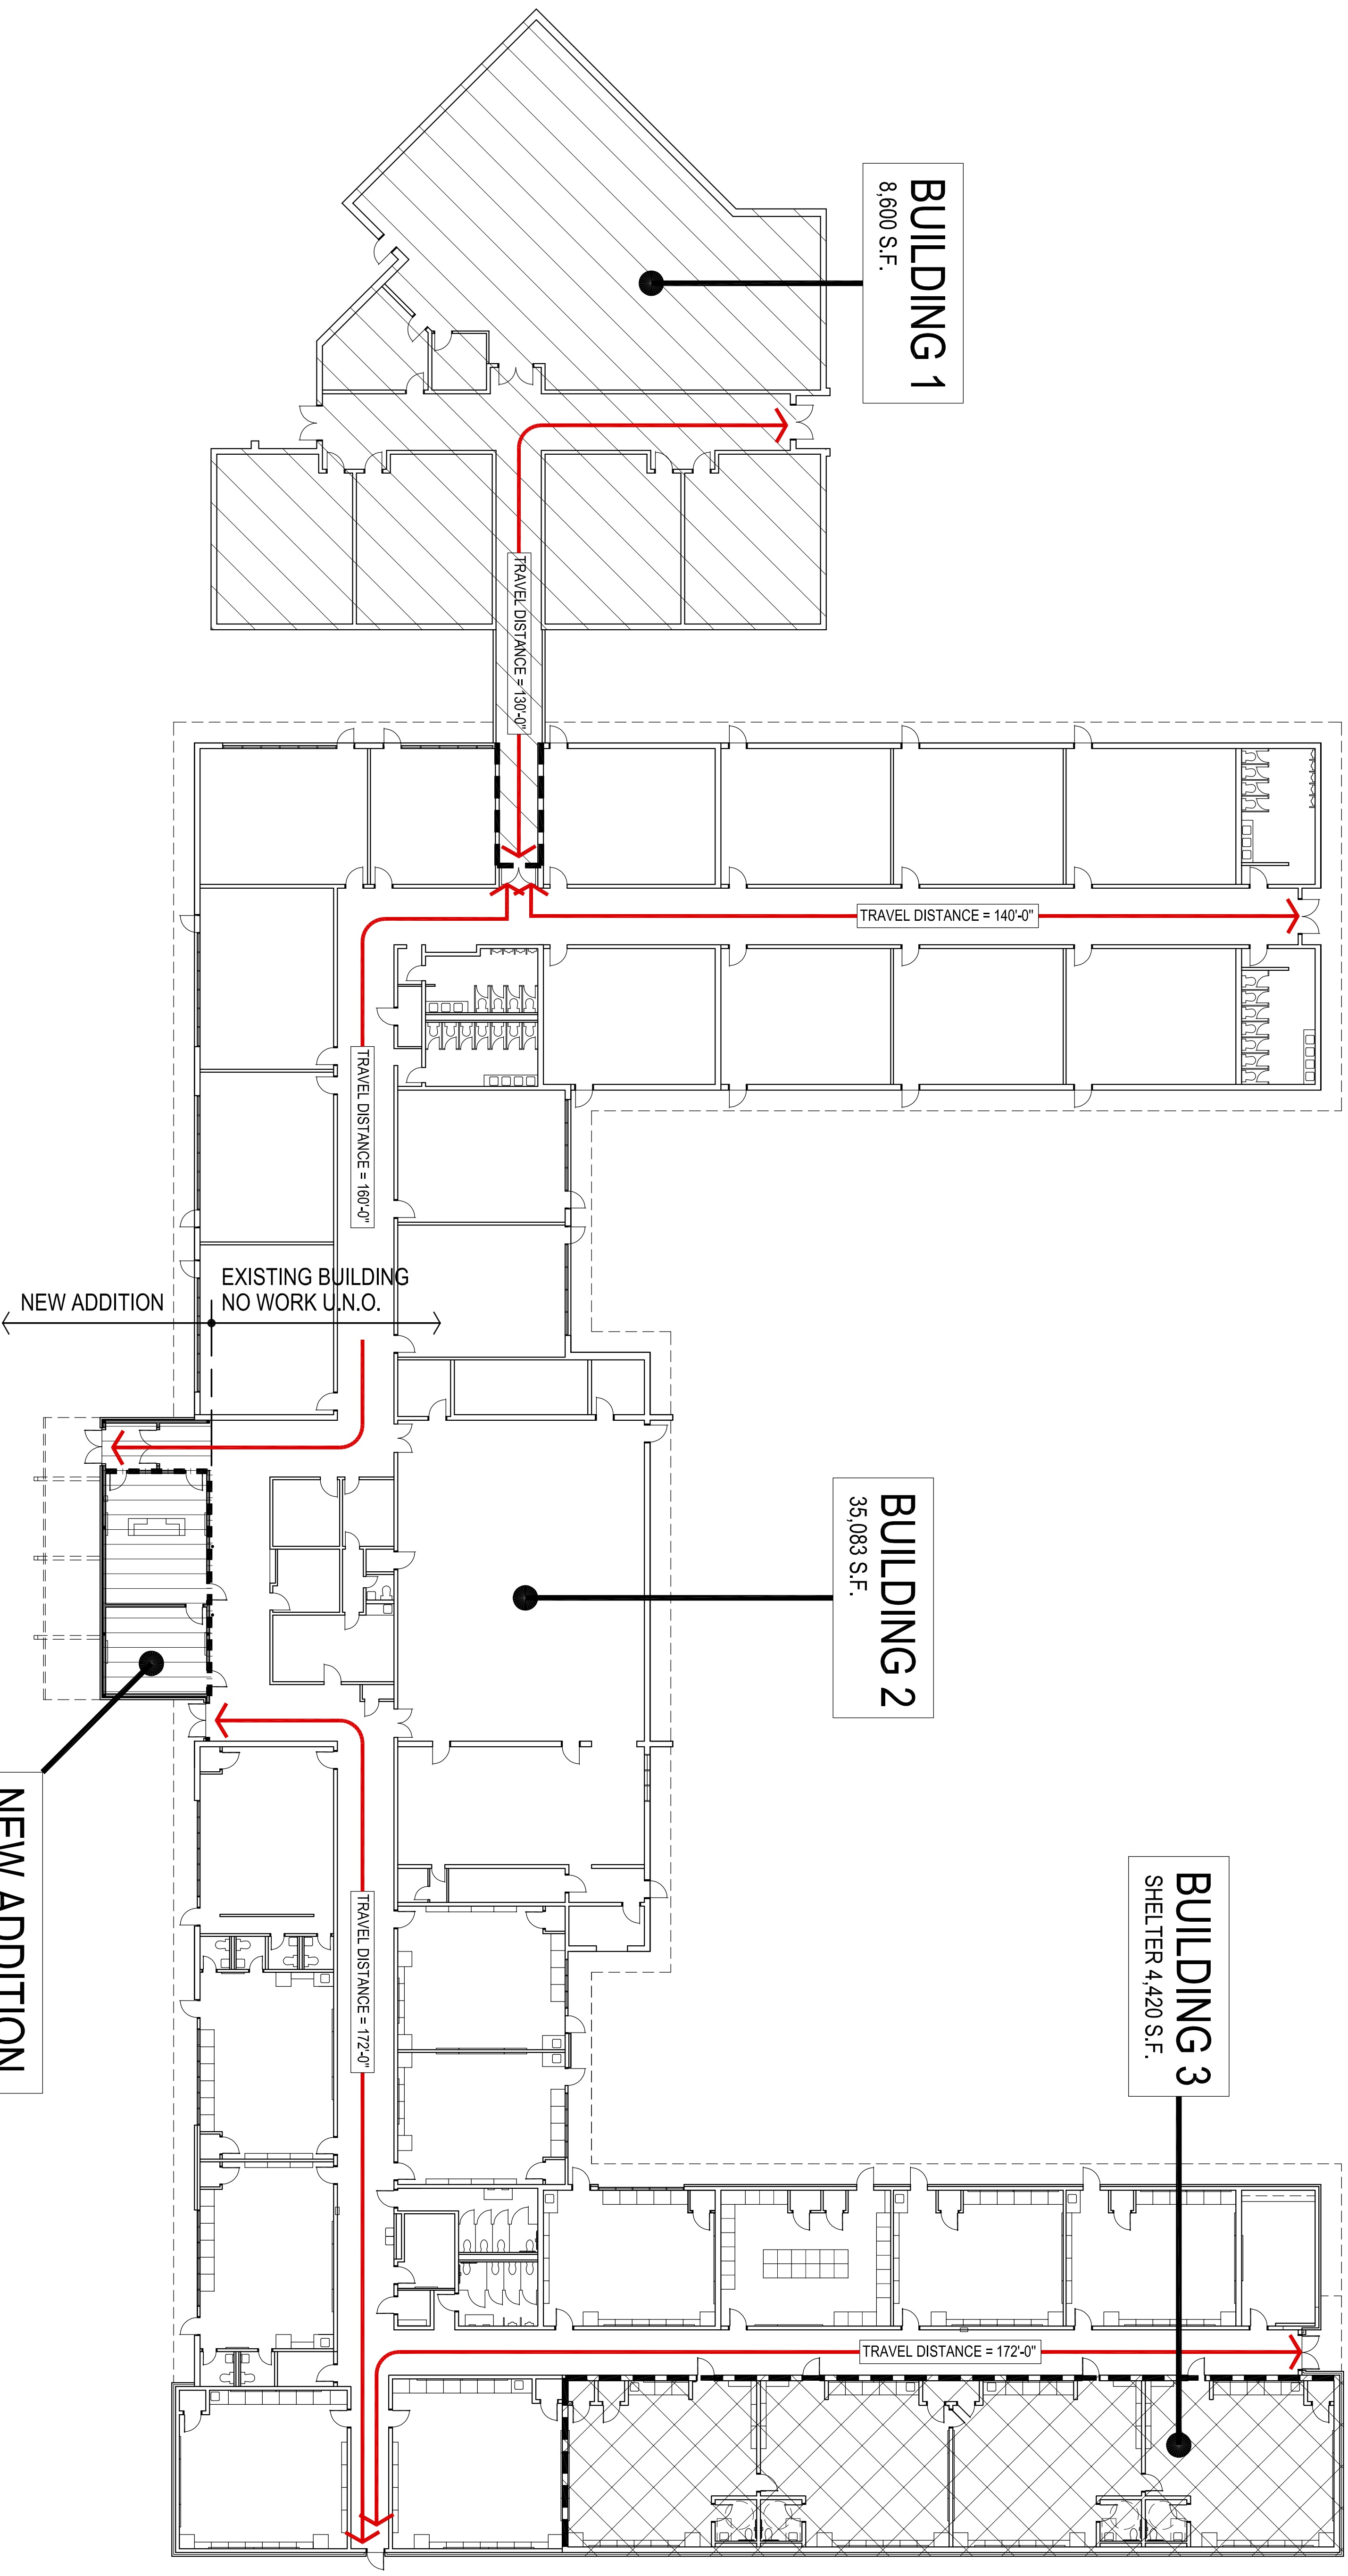 BUILDING 1
8,600 S.F.
TRAVEL DISTANCE = 130'-0"
TRAVEL DISTANCE = 140'-0"
TRAVEL DISTANCE = 160'-0"
EXISTING BUILDING
NO WORK U.N.O.
NEW ADDITION
BUILDING 2
35,083 S.F.
NEW ADDITION
BUILDING 3
SHELTER 4,420 S.F.
TRAVEL DISTANCE = 172'-0"
TRAVEL DISTANCE = 172'-0"